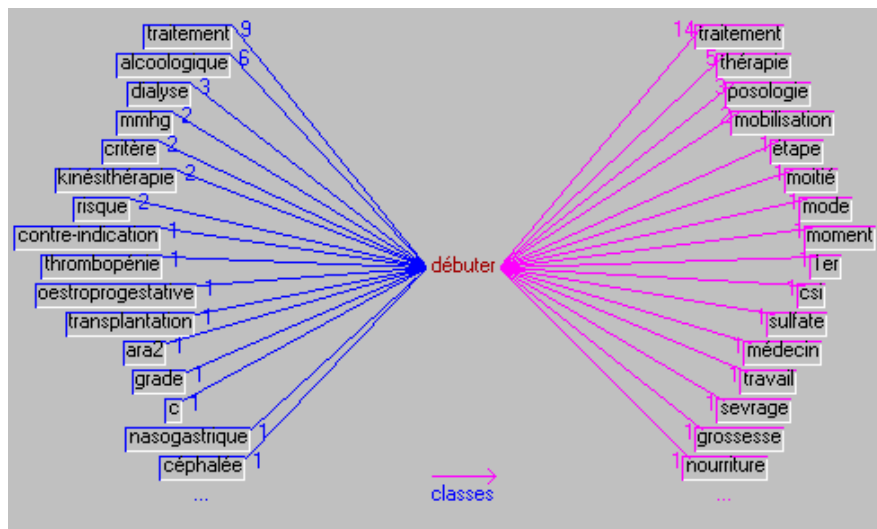 traitement 9
alcoologique 6
dialyse 3
mmhg 2
critère 2
kinésithérapie 2
risque 2
contre-indication 1
thrombopénie 1
oestroprogestative 1
transplantation 1
ara2 1
grade 1
c 1
nasogastrique 1
céphalée 1
...
débuter
classes
14 traitement
5 thérapie
3 posologie
2 mobilisation
1 étape
1 moitié
1 mode
1 moment
1 1er
1 csi
1 sulfate
1 médecin
1 travail
1 sevrage
1 grossesse
1 nourriture
...